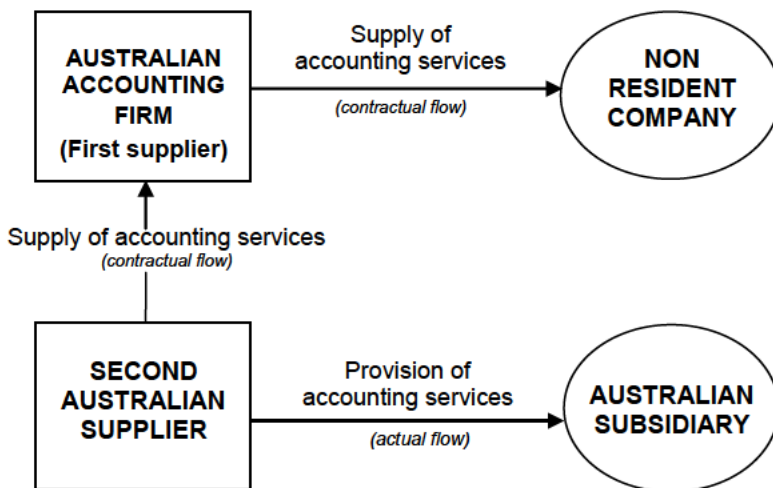 AUSTRALIAN
ACCOUNTING
FIRM
(First supplier)
Supply of
accounting services
(contractual flow)
NON
RESIDENT
COMPANY
Supply of accounting services
(contractual flow)
SECOND
AUSTRALIAN
SUPPLIER
Provision of
accounting services
(actual flow)
AUSTRALIAN
SUBSIDIARY